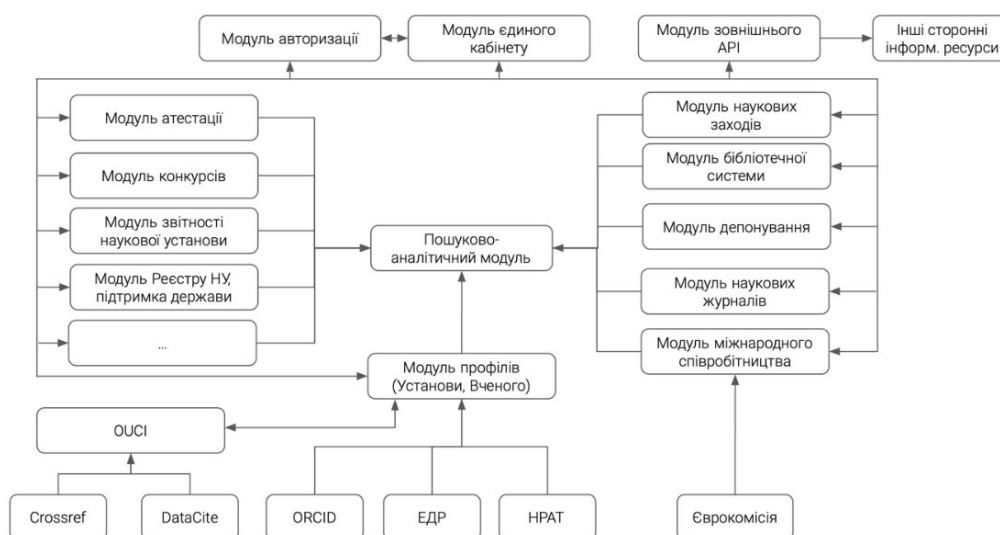 Модуль авторизації
Модуль єдиного
кабінету
Модуль зовнішнього
API
Інші сторонні
інформ. ресурси
Модуль атестації
Модуль конкурсів
Модуль звітності
наукової установи
Модуль Реєстру НУ,
підтримка держави
...
Пошуково-
аналітичний модуль
Модуль наукових
заходів
Модуль бібліотечної
системи
Модуль депонування
Модуль наукових
журналів
Модуль міжнародного
співробітництва
Модуль профілів
(Установи, Вченого)
OUCI
Crossref
DataCite
ORCID
ЕДР
НРАТ
Єврокомісія